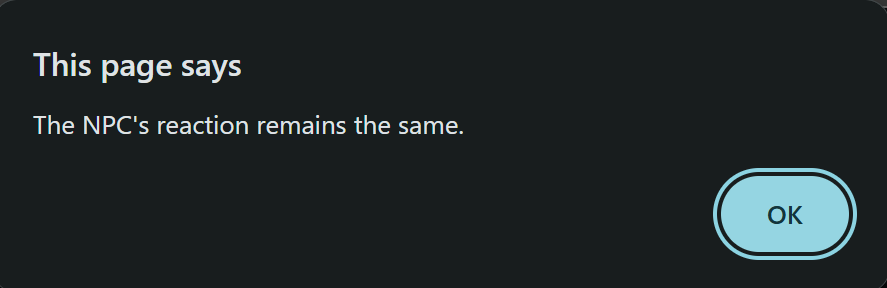 This page says
The NPC's reaction remains the same.
OK